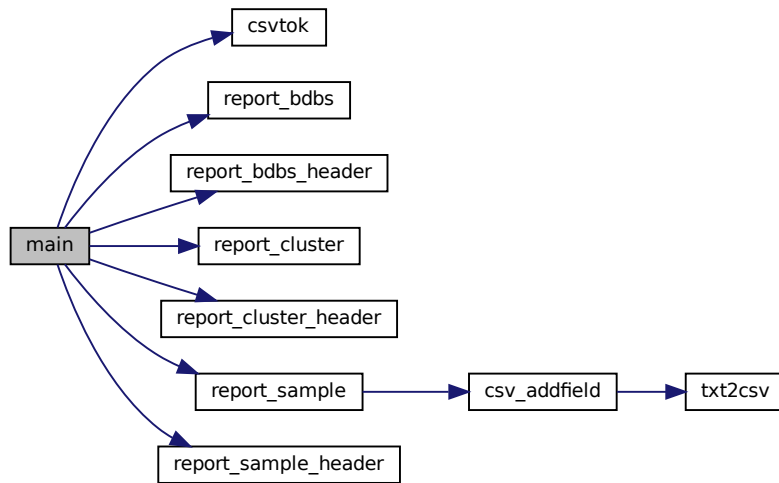 csvtok
report_bdbs
report_bdbs_header
main
report_cluster
report_cluster_header
report_sample
csv_addfield
txt2csv
report_sample_header